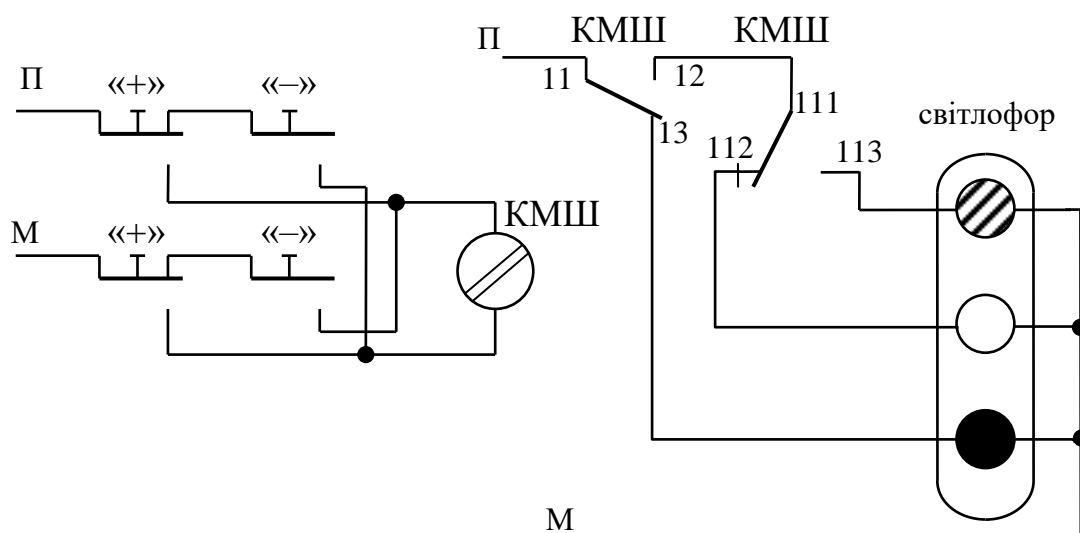 П
КМШ
КМШ
11
12
13
111
112
113
світлофор
П
«+»
«–»
М
«+»
«–»
КМШ
М